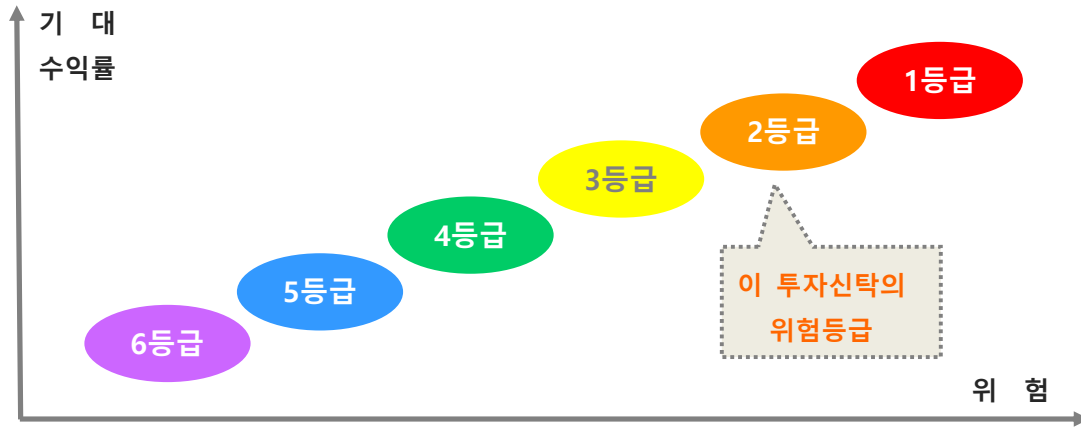 기 대
수익률
1등급
2등급
3등급
4등급
5등급
6등급
이 투자신탁의
위험등급
위 험